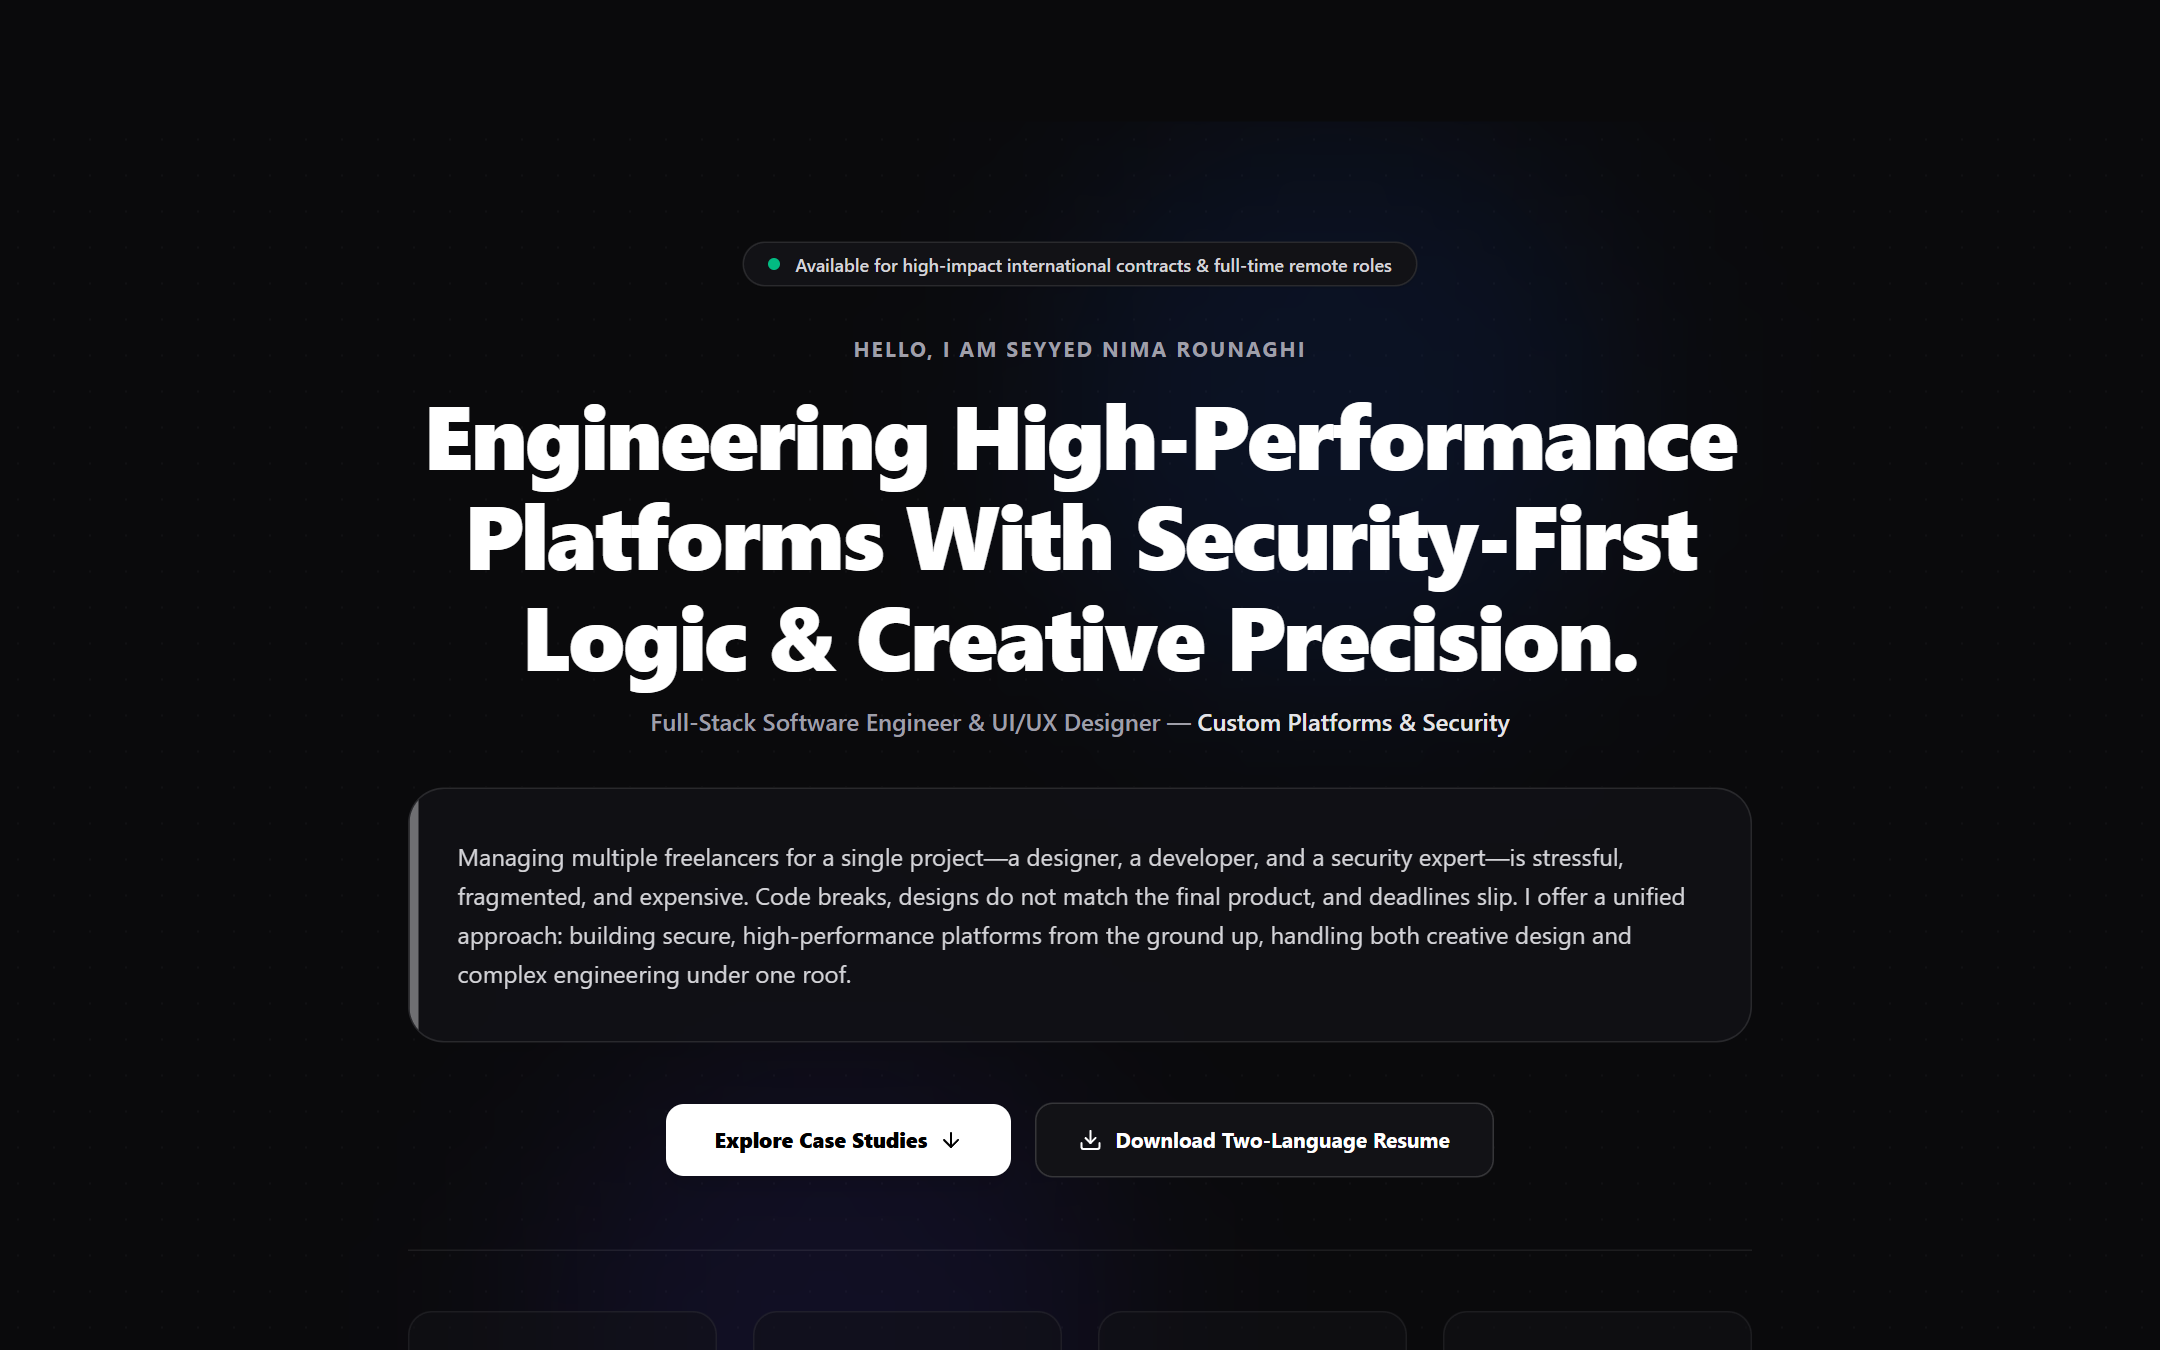 Available for high-impact international contracts & full-time remote roles
HELLO, I AM SEYYED NIMA ROUNAGHI
Engineering High-Performance
Platforms With Security-First
Logic & Creative Precision.
Full-Stack Software Engineer & UI/UX Designer — Custom Platforms & Security
Managing multiple freelancers for a single project—a designer, a developer, and a security expert—is stressful,
fragmented, and expensive. Code breaks, designs do not match the final product, and deadlines slip. I offer a unified
approach: building secure, high-performance platforms from the ground up, handling both creative design and
complex engineering under one roof.
Explore Case Studies
Download Two-Language Resume